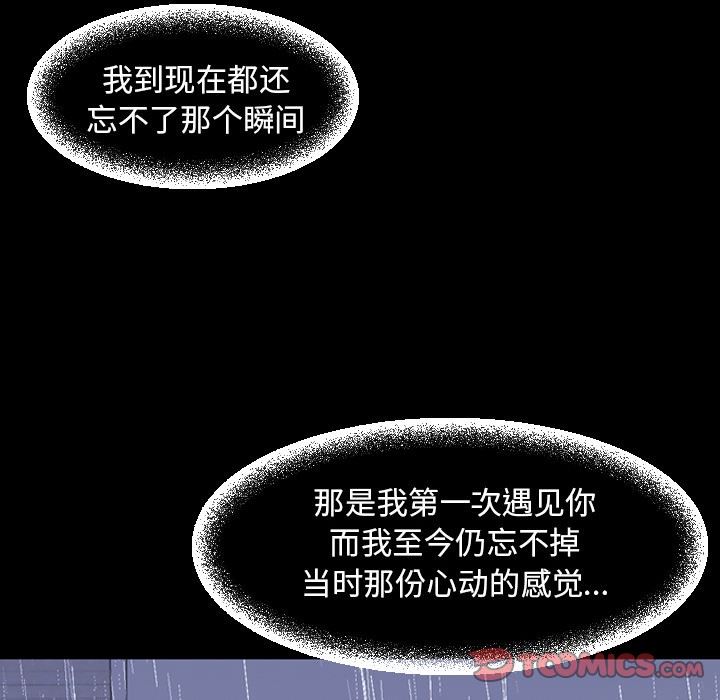 我到现在都还
忘不了那个瞬间
那是我第一次遇见你
而我至今仍忘不掉
当时那份心动的感觉...
TCOMICS.COM